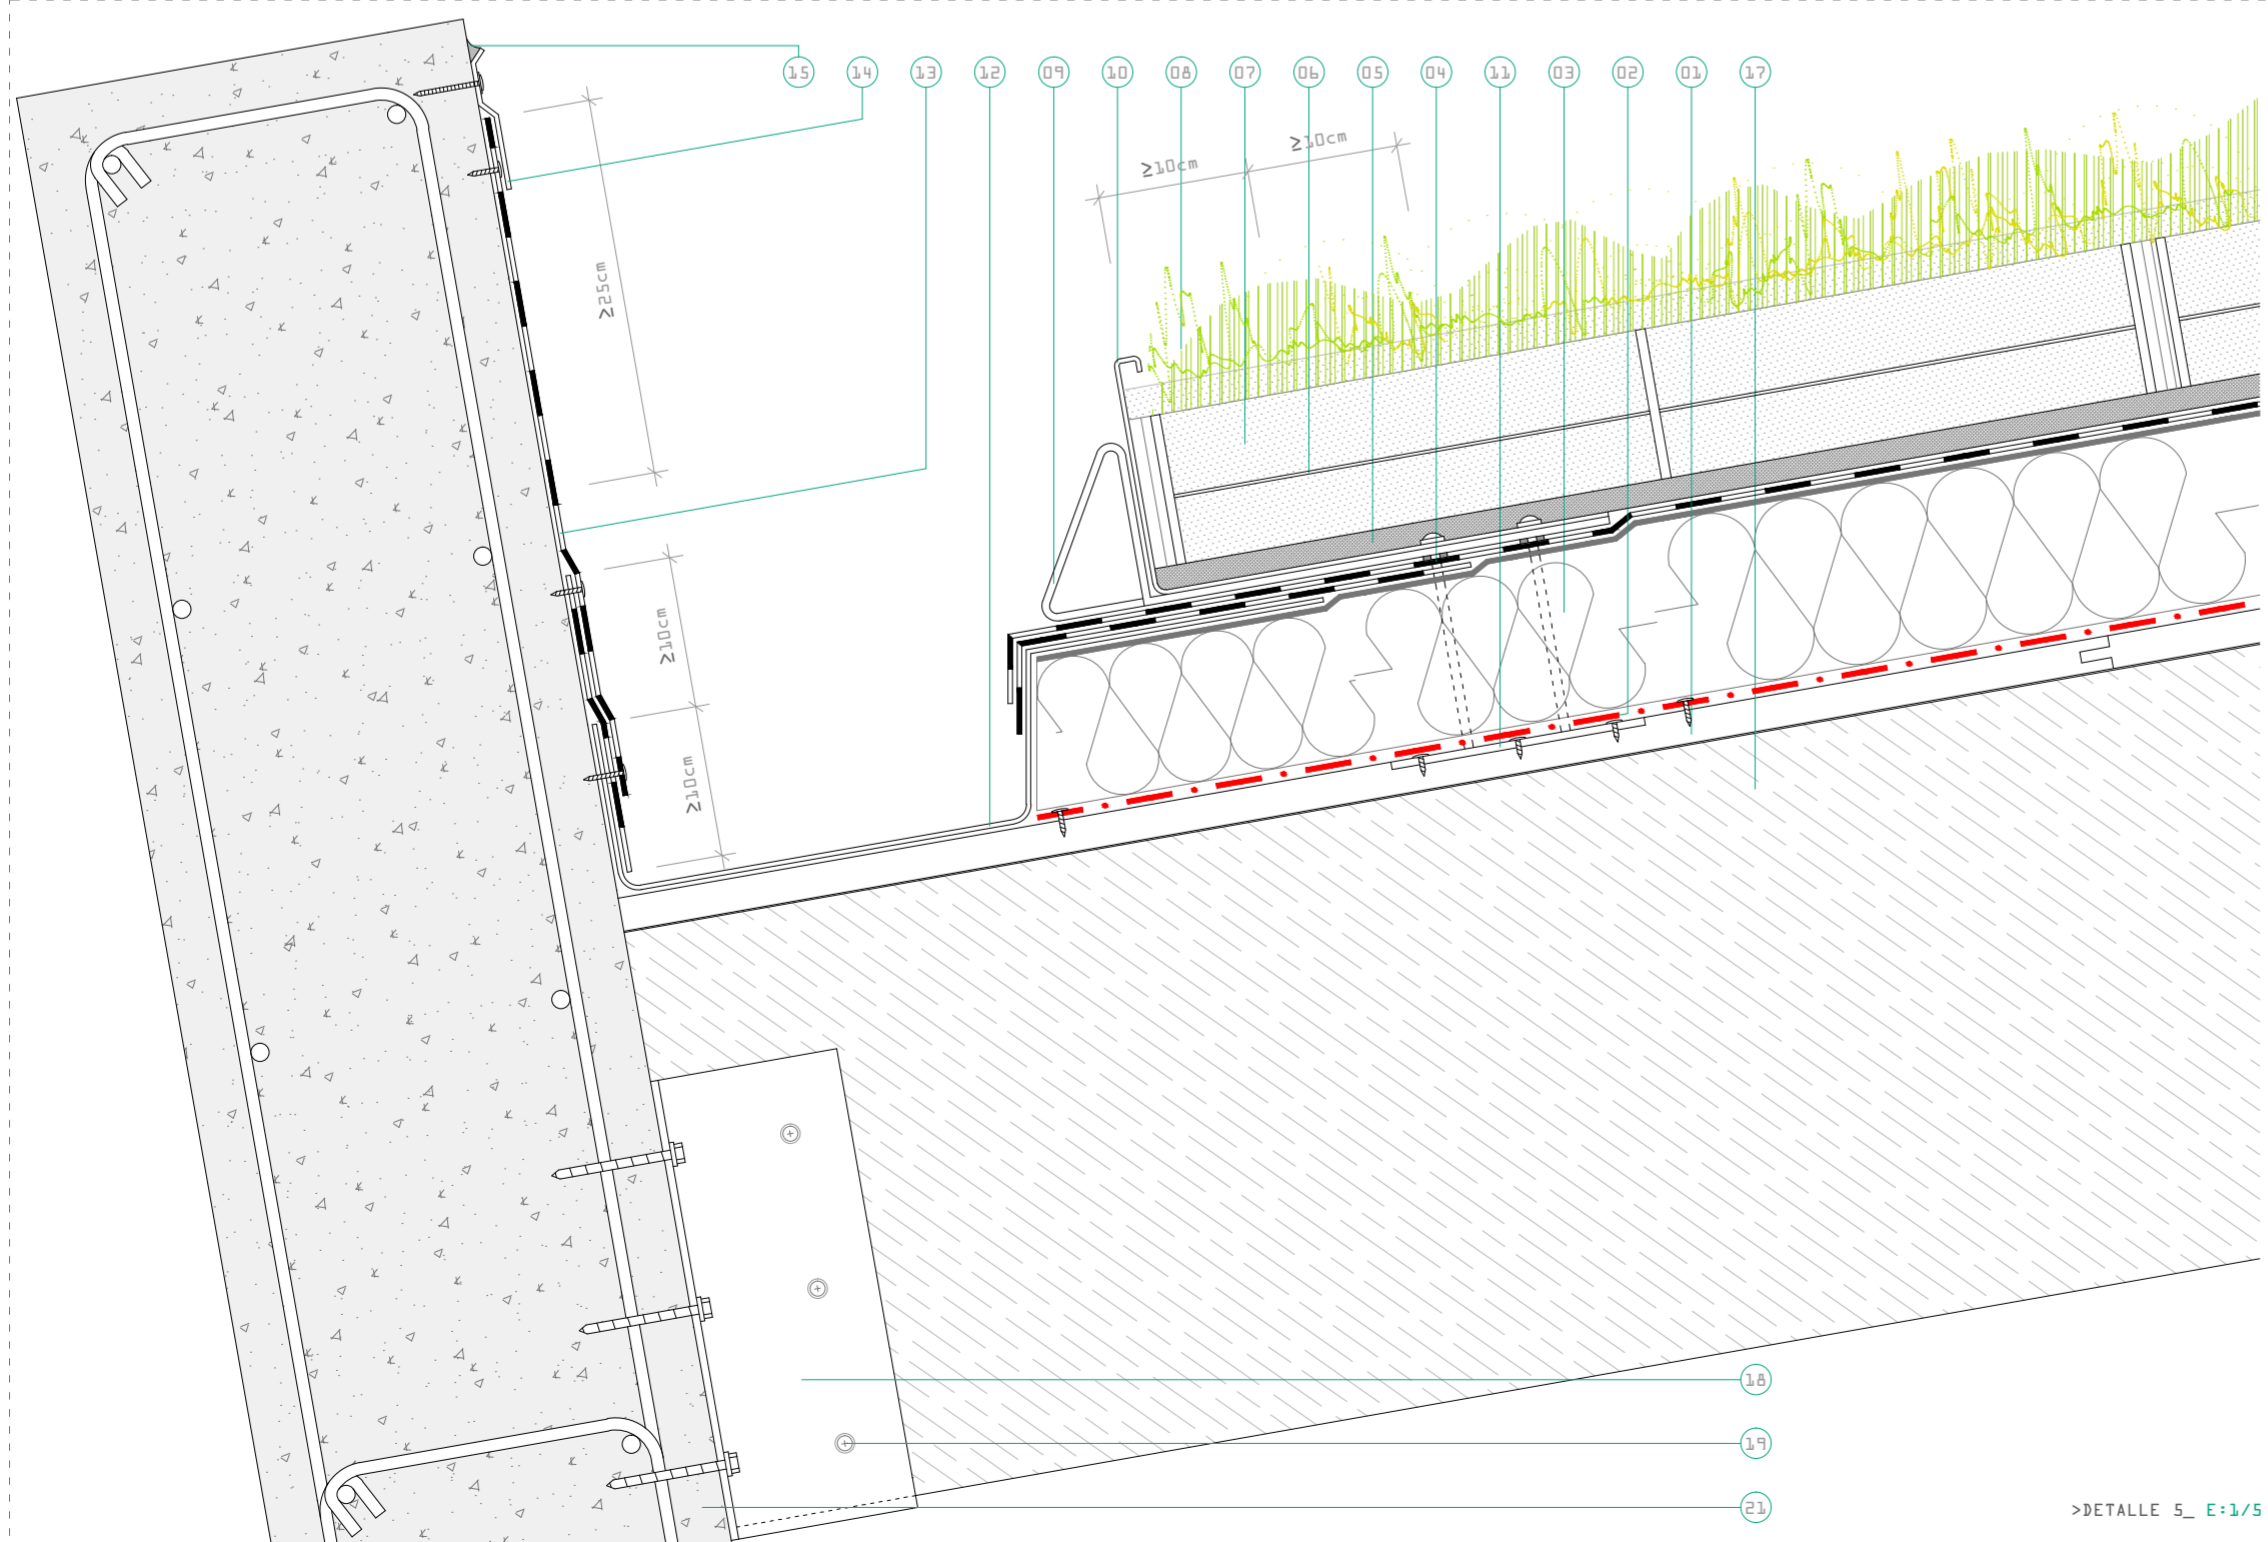 15 14 13 12 09 10 08 07 06 05 04 11 03 02 01 17
≥10cm ≥10cm
≥25cm
≥10cm
≥10cm
18
19
21
>DETALLE 5_ E:1/5